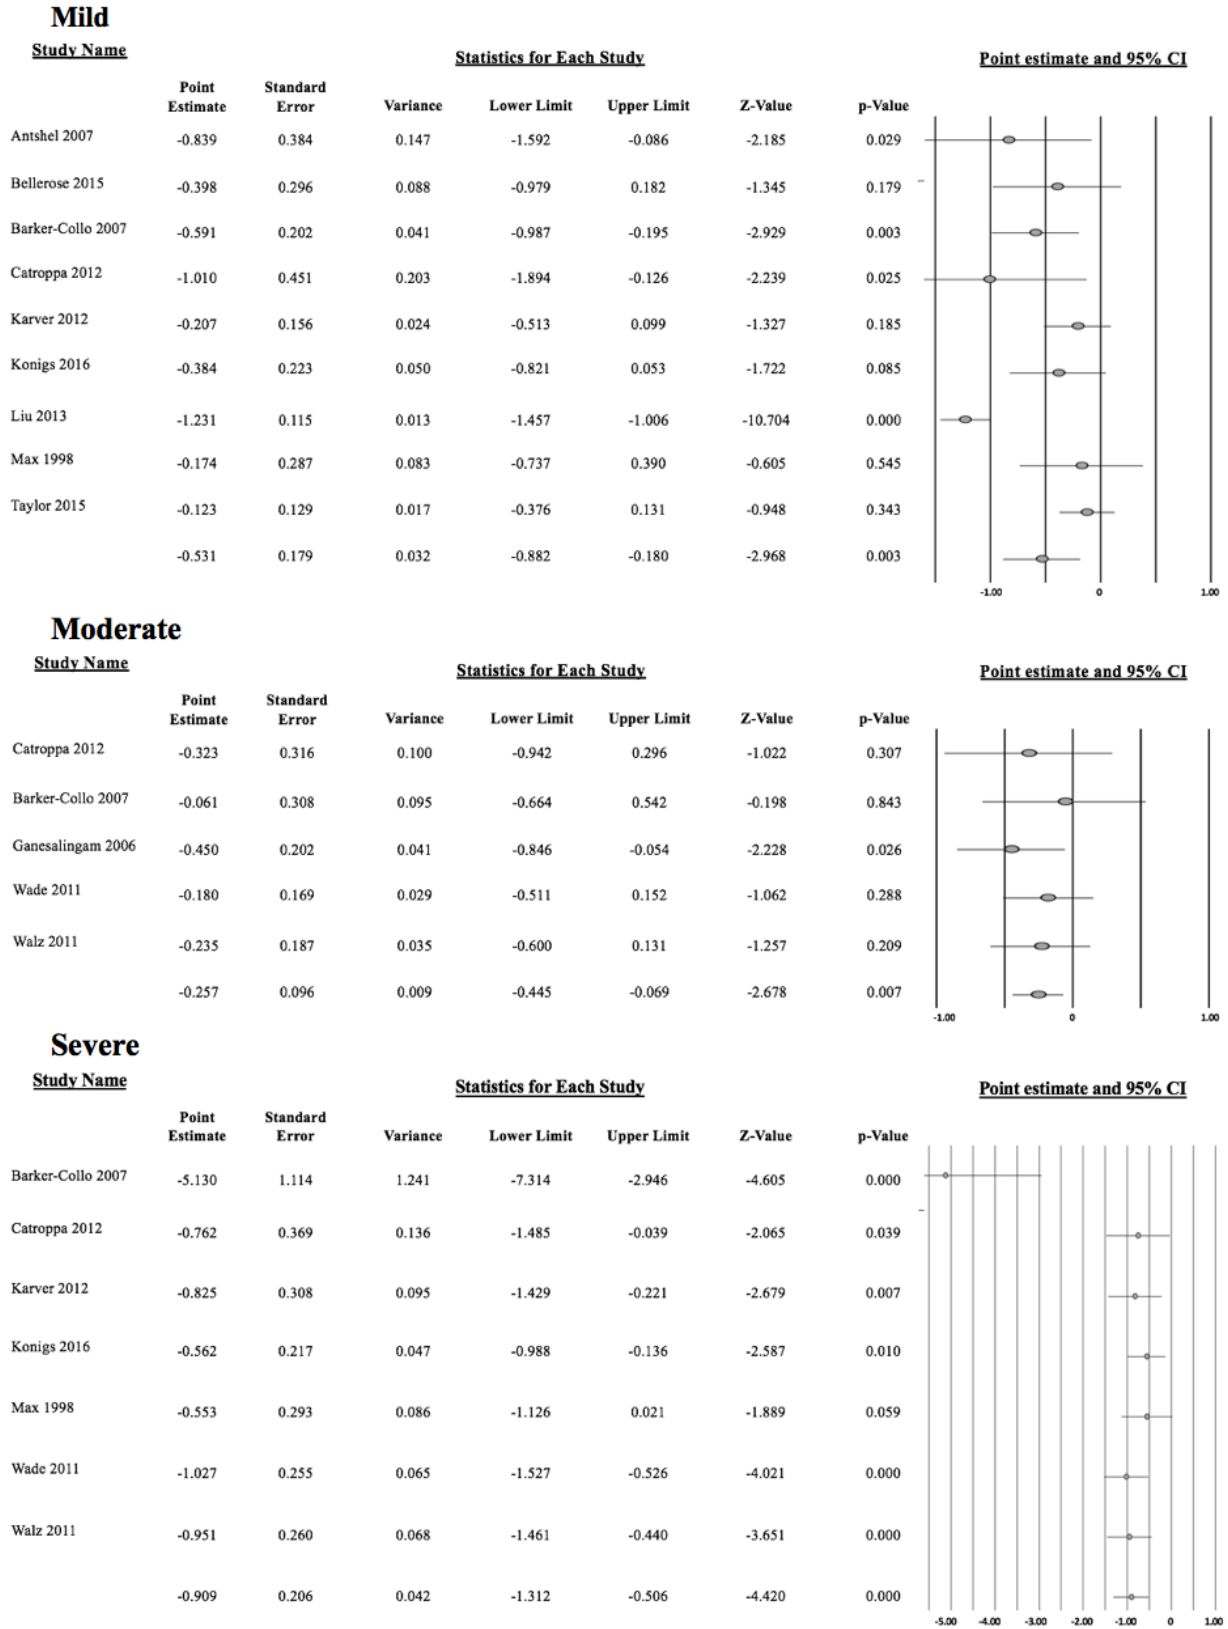 Mild
Study Name Statistics for Each Study Point estimate and 95% CI
Point Standard
Estimate Error Variance Lower Limit Upper Limit Z-Value p-Value
Antshel 2007 -0.839 0.384 0.147 -1.592 -0.086 -2.185 0.029
Bellerose 2015 -0.398 0.296 0.088 -0.979 0.182 -1.345 0.179
Barker-Collo 2007 -0.591 0.202 0.041 -0.987 -0.195 -2.929 0.003
Catroppa 2012 -1.010 0.451 0.203 -1.894 -0.126 -2.239 0.025
Karver 2012 -0.207 0.156 0.024 -0.513 0.099 -1.327 0.185
Konigs 2016 -0.384 0.223 0.050 -0.821 0.053 -1.722 0.085
Liu 2013 -1.231 0.115 0.013 -1.457 -1.006 -10.704 0.000
Max 1998 -0.174 0.287 0.083 -0.737 0.390 -0.605 0.545
Taylor 2015 -0.123 0.129 0.017 -0.376 0.131 -0.948 0.343
-0.531 0.179 0.032 -0.882 -0.180 -2.968 0.003
-1.00 0 1.00
Moderate
Study Name Statistics for Each Study Point estimate and 95% CI
Point Standard
Estimate Error Variance Lower Limit Upper Limit Z-Value p-Value
Catroppa 2012 -0.323 0.316 0.100 -0.942 0.296 -1.022 0.307
Barker-Collo 2007 -0.061 0.308 0.095 -0.664 0.542 -0.198 0.843
Ganesalingam 2006 -0.450 0.202 0.041 -0.846 -0.054 -2.228 0.026
Wade 2011 -0.180 0.169 0.029 -0.511 0.152 -1.062 0.288
Walz 2011 -0.235 0.187 0.035 -0.600 0.131 -1.257 0.209
-0.257 0.096 0.009 -0.445 -0.069 -2.678 0.007
-1.00 0 1.00
Severe
Study Name Statistics for Each Study Point estimate and 95% CI
Point Standard
Estimate Error Variance Lower Limit Upper Limit Z-Value p-Value
Barker-Collo 2007 -5.130 1.114 1.241 -7.314 -2.946 -4.605 0.000
Catroppa 2012 -0.762 0.369 0.136 -1.485 -0.039 -2.065 0.039
Karver 2012 -0.825 0.308 0.095 -1.429 -0.221 -2.679 0.007
Konigs 2016 -0.562 0.217 0.047 -0.988 -0.136 -2.587 0.010
Max 1998 -0.553 0.293 0.086 -1.126 0.021 -1.889 0.059
Wade 2011 -1.027 0.255 0.065 -1.527 -0.526 -4.021 0.000
Walz 2011 -0.951 0.260 0.068 -1.461 -0.440 -3.651 0.000
-0.909 0.206 0.042 -1.312 -0.506 -4.420 0.000
-5.00 -4.00 -3.00 -2.00 -1.00 0 1.00